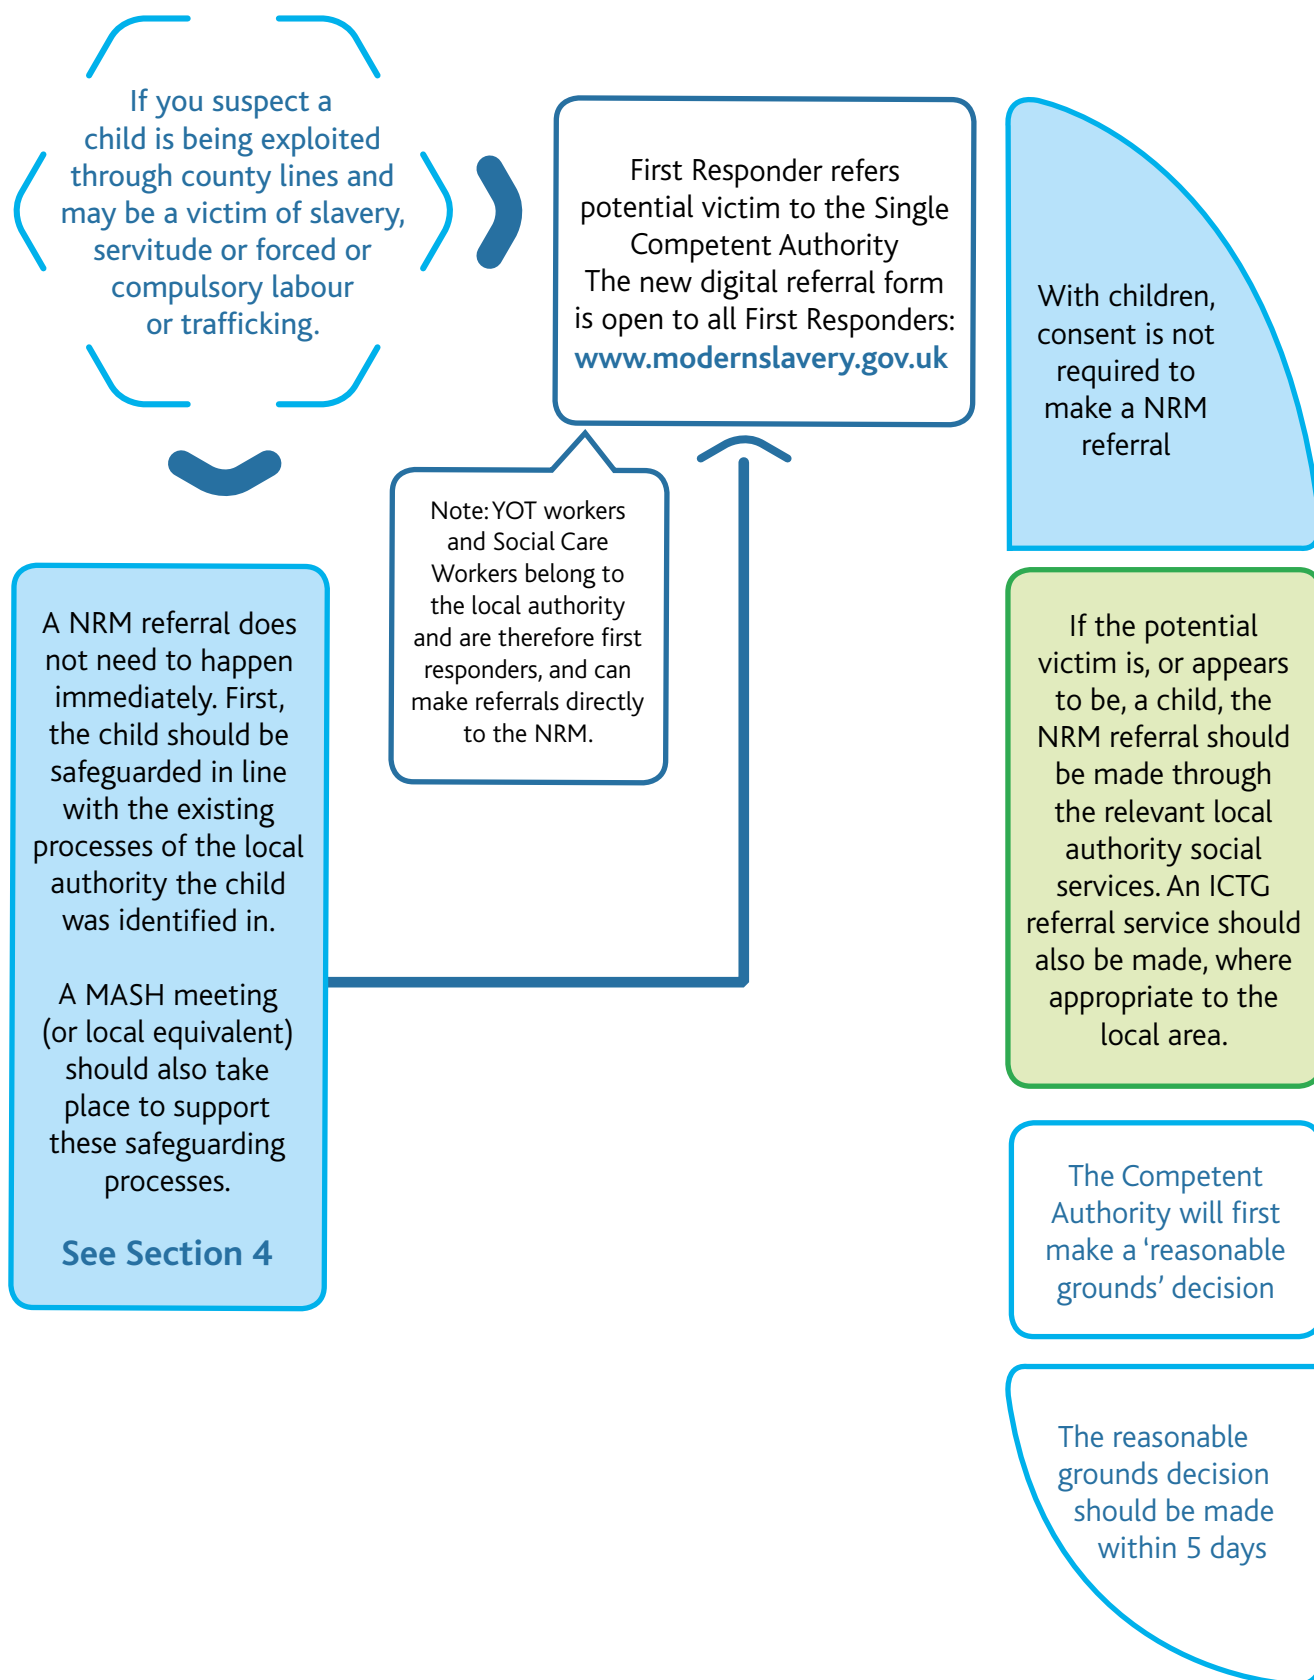 If you suspect a
child is being exploited
through county lines and
may be a victim of slavery,
servitude or forced or
compulsory labour
or trafficking.
First Responder refers
potential victim to the Single
Competent Authority
The new digital referral form
is open to all First Responders:
www.modernslavery.gov.uk
Note: YOT workers
and Social Care
Workers belong to
the local authority
and are therefore first
responders, and can
make referrals directly
to the NRM.
A NRM referral does
not need to happen
immediately. First,
the child should be
safeguarded in line
with the existing
processes of the local
authority the child
was identified in.
A MASH meeting
(or local equivalent)
should also take
place to support
these safeguarding
processes.
See Section 4
With children,
consent is not
required to
make a NRM
referral
If the potential
victim is, or appears
to be, a child, the
NRM referral should
be made through
the relevant local
authority social
services. An ICTG
referral service should
also be made, where
appropriate to the
local area.
The Competent
Authority will first
make a ‘reasonable
grounds’ decision
The reasonable
grounds decision
should be made
within 5 days